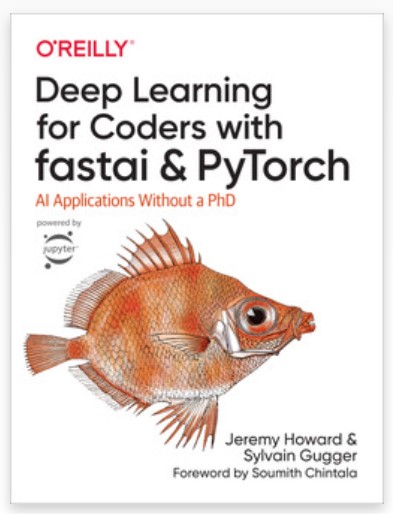 O'REILLY®
Deep Learning
for Coders with
fastai & PyTorch
AI Applications Without a PhD
powered by
jupyter
Jeremy Howard &
Sylvain Gugger
Foreword by Soumith Chintala